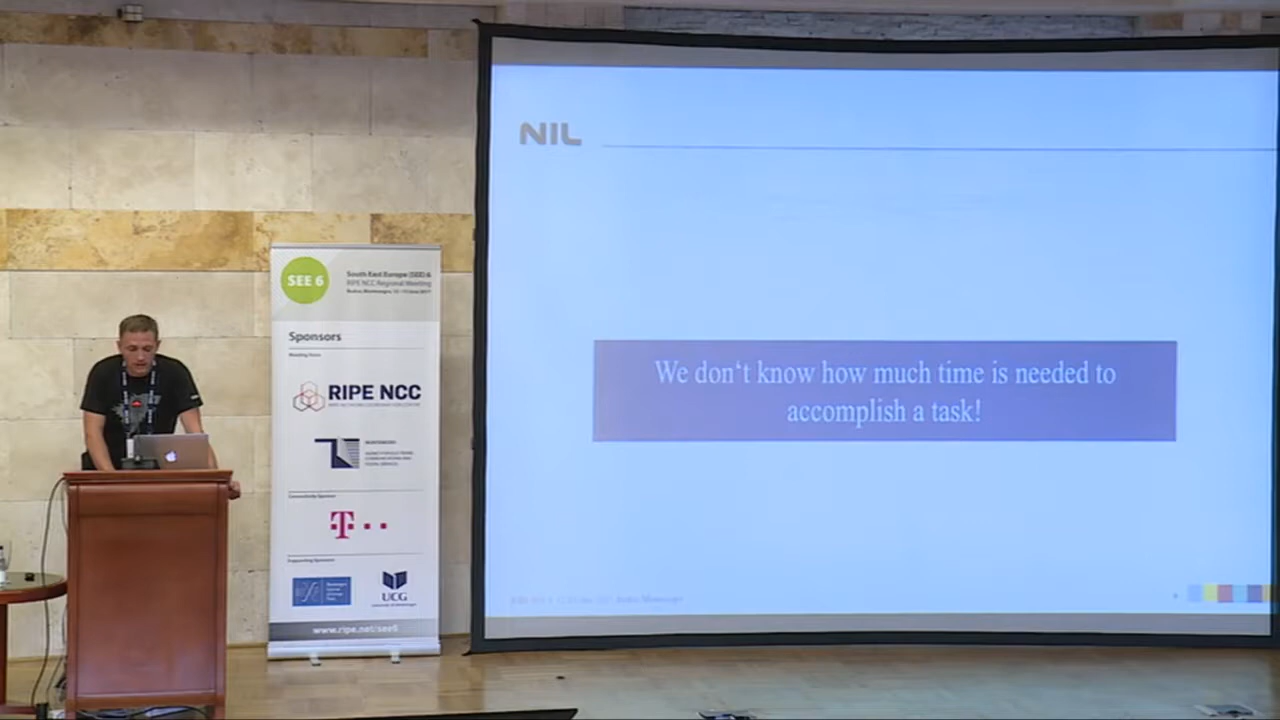 NIL
We don't know how much time is needed to
accomplish a task!
SEE 6
South East Europe (SEE) 6
RIPE NCC Regional Meeting
Sponsors
RIPE NCC
T
UCG
www.ripe.net/see6